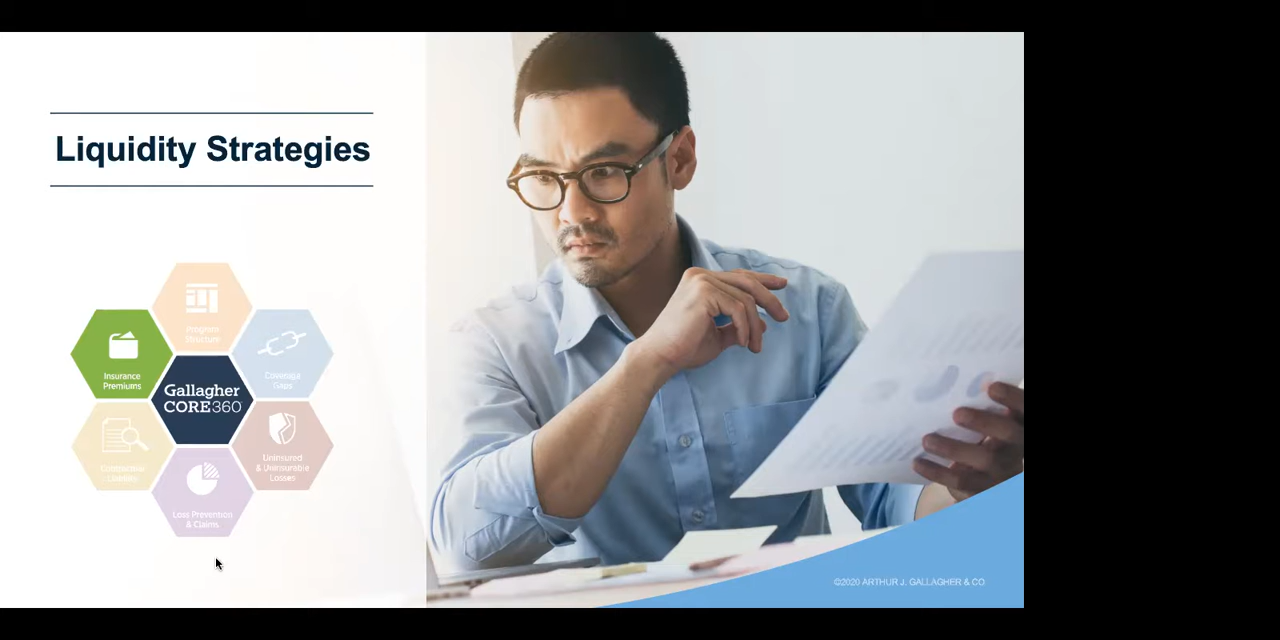 Liquidity Strategies
Program
Structure
Insurance
Premiums
Coverage
Gaps
Gallagher
CORE360
Contractual
Liability
Uninsured
& Uninsurable
Losses
Loss Prevention
& Claims
©2020 ARTHUR J. GALLAGHER & CO